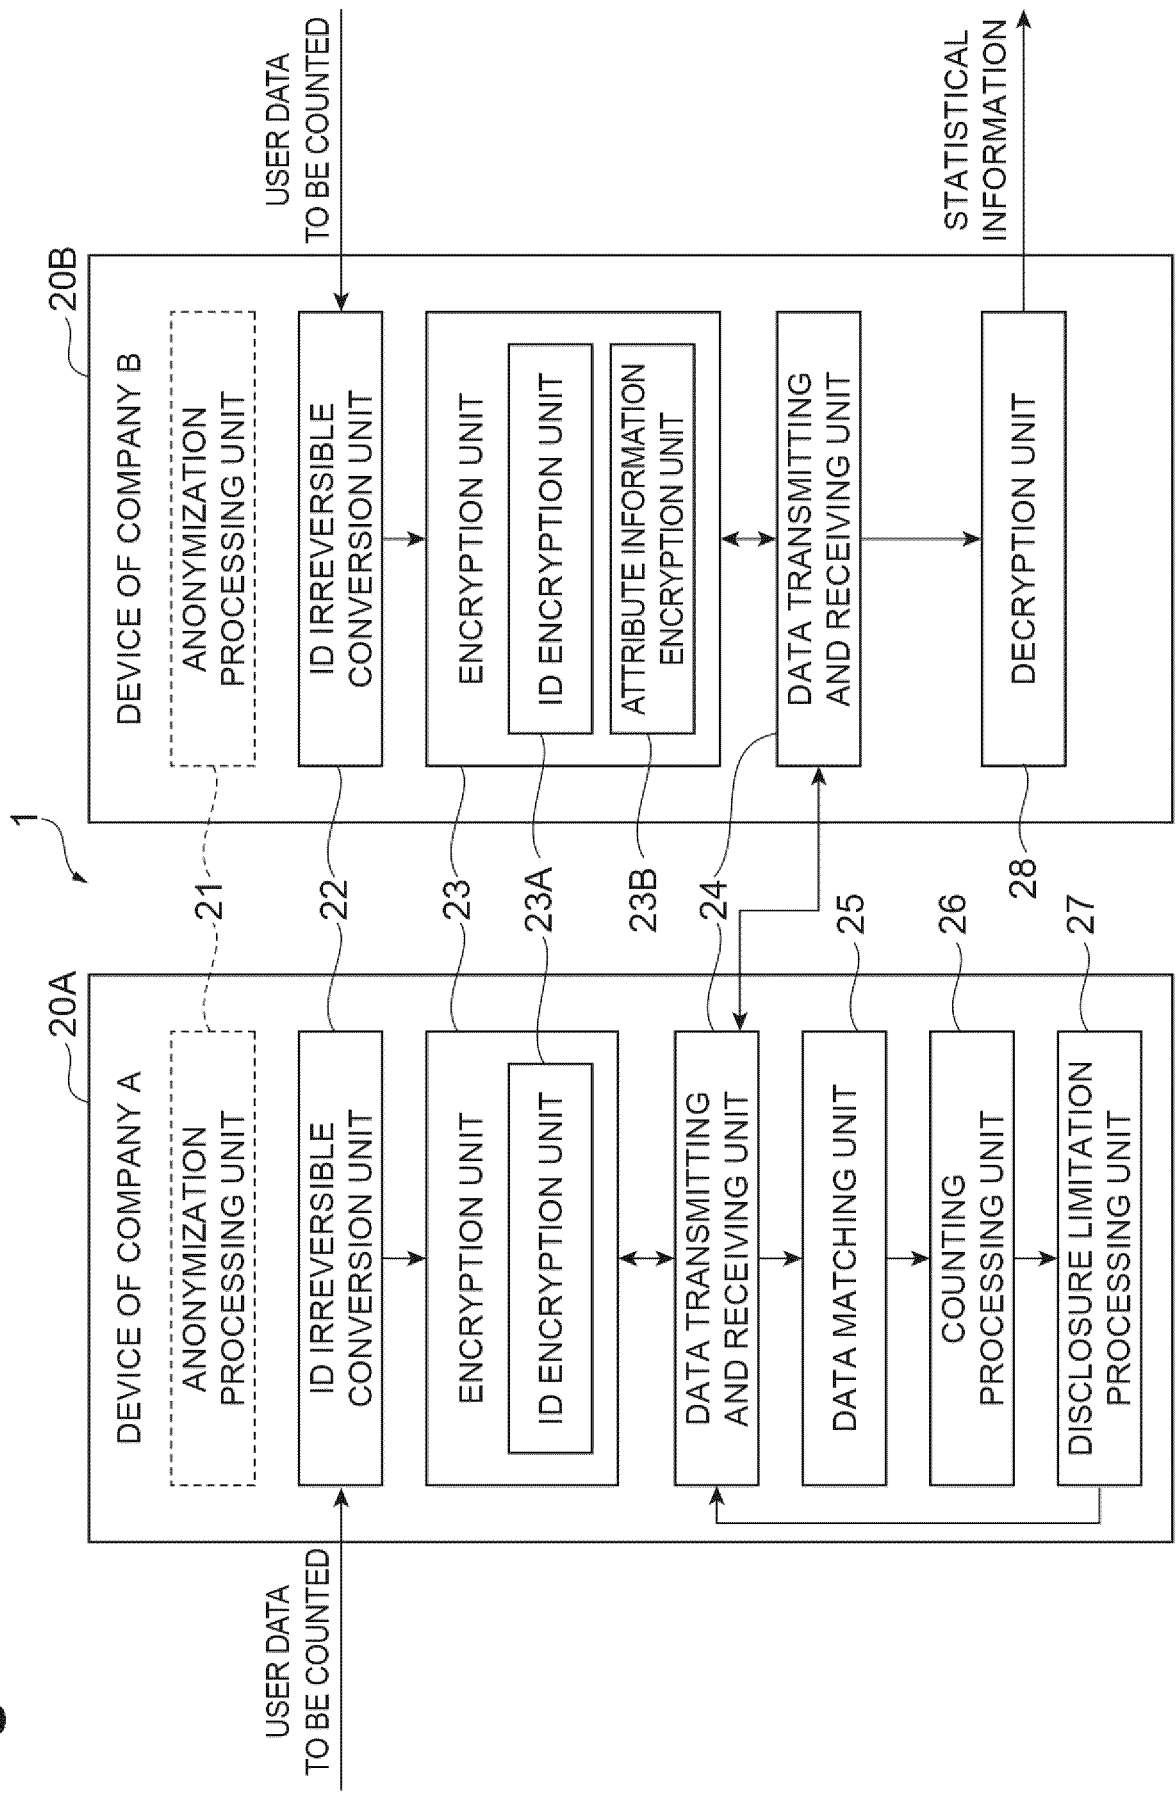 1
20A
DEVICE OF COMPANY A
ANONYMIZATION
PROCESSING UNIT
USER DATA
TO BE COUNTED
ID IRREVERSIBLE
CONVERSION UNIT
ENCRYPTION UNIT
ID ENCRYPTION UNIT
DATA TRANSMITTING
AND RECEIVING UNIT
DATA MATCHING UNIT
COUNTING
PROCESSING UNIT
DISCLOSURE LIMITATION
PROCESSING UNIT
21
22
23
23A
23B
24
25
26
28
27
20B
DEVICE OF COMPANY B
ANONYMIZATION
PROCESSING UNIT
USER DATA
TO BE COUNTED
ID IRREVERSIBLE
CONVERSION UNIT
ENCRYPTION UNIT
ID ENCRYPTION UNIT
ATTRIBUTE INFORMATION
ENCRYPTION UNIT
DATA TRANSMITTING
AND RECEIVING UNIT
DECRYPTION UNIT
STATISTICAL
INFORMATION